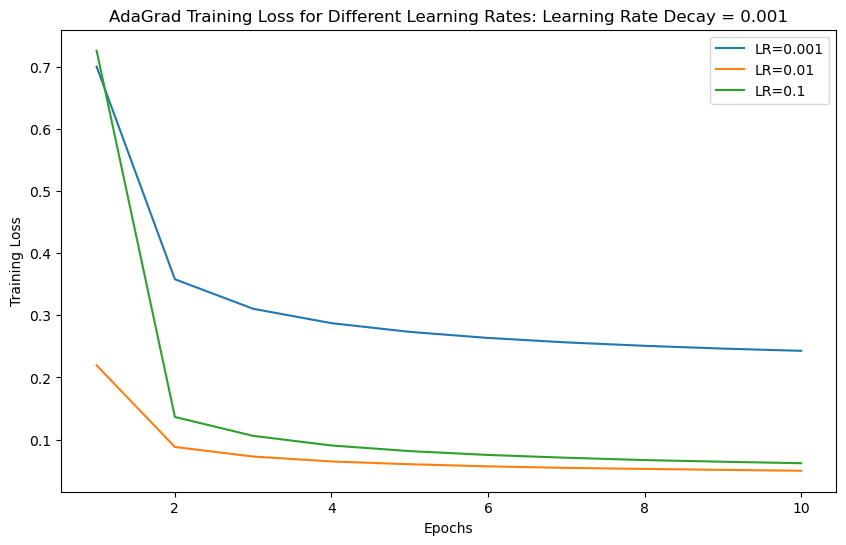 AdaGrad Training Loss for Different Learning Rates: Learning Rate Decay = 0.001
LR=0.001
LR=0.01
LR=0.1
Training Loss
0.7
0.6
0.5
0.4
0.3
0.2
0.1
2
4
6
8
10
Epochs